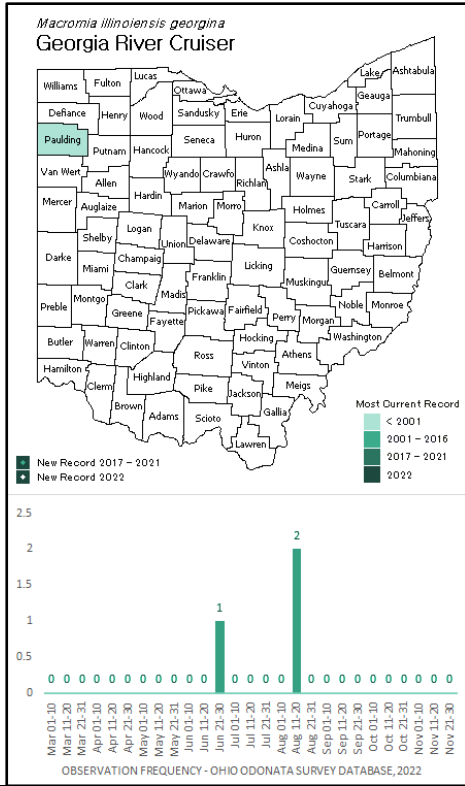 Macromia illinoiensis georgina
Georgia River Cruiser
Williams Fulton Lucas Ottawa Lake Ashtabula
Geauga
Defiance Henry Wood Sandusky Erie Lorain Cuyahoga Trumbull
Paulding Putnam Hancock Seneca Huron Medina Sum Portage Mahoning
Van Wert Allen Wyando Crawfo Richlan Ashla Wayne Stark Columbiana
Mercer Auglaize Hardin Marion Morro Holmes Tuscara Carroll Jeffers
Shelby Logan Union Delaware Knox Coshocton Harrison
Darke Miami Champaig Licking Muskingu Guernsey Belmont
Clark Madis Franklin
Preble Montgo Greene Fayette Pickawa Fairfield Perry Morgan Noble Monroe
Butler Warren Clinton Hocking Washington
Hamilton Clerm Highland Ross Vinton Athens
Brown Adams Pike Jackson Meigs
Scioto Gallia
Lawren
Most Current Record
< 2001
2001 – 2016
2017 – 2021
2022
New Record 2017 – 2021
New Record 2022
2.5
2
1.5
1
0.5
0
0 0 0 0 0 0 0 0 0 0 0 1 0 0 0 0 2 0 0 0 0 0 0 0 0 0 0
Mar 01-10
Mar 11-20
Mar 21-31
Apr 01-10
Apr 11-20
Apr 21-30
May 01-10
May 11-20
May 21-31
Jun 01-10
Jun 11-20
Jun 21-30
Jul 01-10
Jul 11-20
Jul 21-31
Aug 01-10
Aug 11-20
Aug 21-31
Sep 01-10
Sep 11-20
Sep 21-30
Oct 01-10
Oct 11-20
Oct 21-31
Nov 01-10
Nov 11-20
Nov 21-30
OBSERVATION FREQUENCY - OHIO ODONATA SURVEY DATABASE, 2022